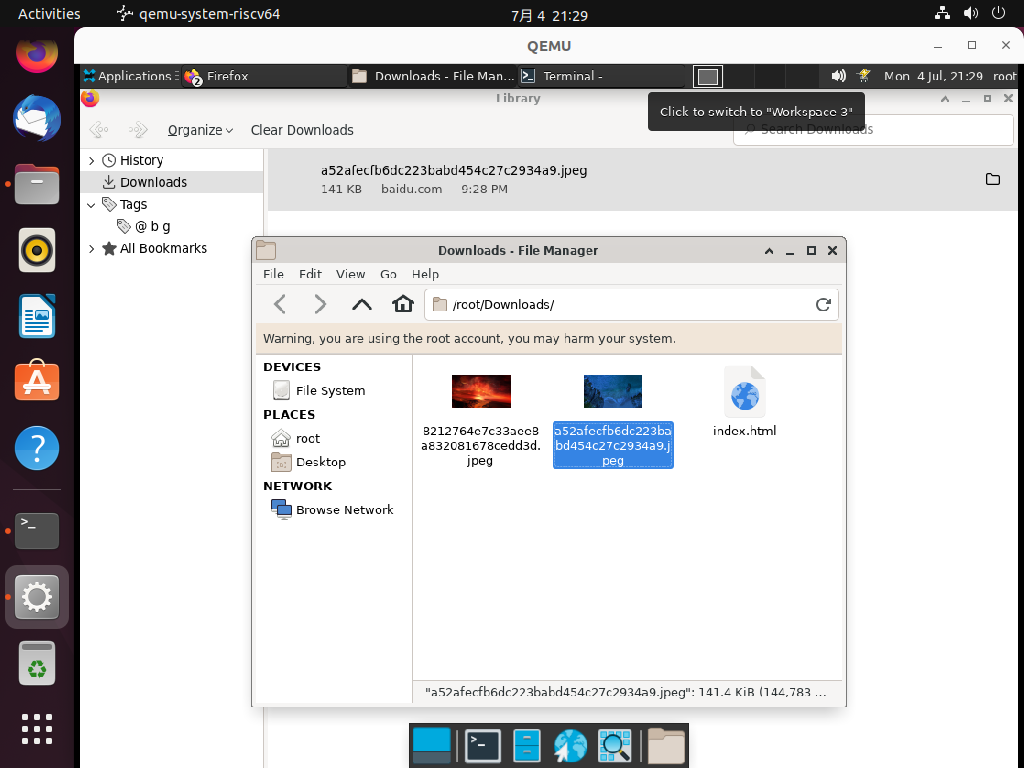 Activities
qemu-system-riscv64
7月 4 21:29
QEMU
Applications
2
Firefox
Downloads - File Man...
Terminal -
Mon 4 Jul, 21:29
root
Library
Click to switch to "Workspace 3"
Organize
Clear Downloads
Search Downloads
History
Downloads
Tags
@ b g
All Bookmarks
a52afecfb6dc223babd454c27c2934a9.jpeg
141 KB
baidu.com
9:28 PM
Downloads - File Manager
File
Edit
View
Go
Help
/root/Downloads/
Warning, you are using the root account, you may harm your system.
DEVICES
File System
PLACES
root
Desktop
NETWORK
Browse Network
8212764e7c33aee8
a832081678cedd3d.
jpeg
a52afecfb6dc223ba
bd454c27c2934a9.j
peg
index.html
"a52afecfb6dc223babd454c27c2934a9.jpeg": 141.4 KiB (144,783 ...